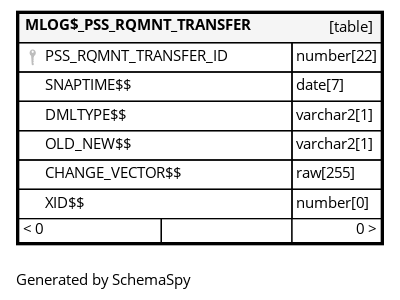 MLOG$_PSS_RQMNT_TRANSFER [table]
PSS_RQMNT_TRANSFER_ID number[22]
SNAPTIME$$ date[7]
DMLTYPE$$ varchar2[1]
OLD_NEW$$ varchar2[1]
CHANGE_VECTOR$$ raw[255]
XID$$ number[0]
< 0 0 >
Generated by SchemaSpy